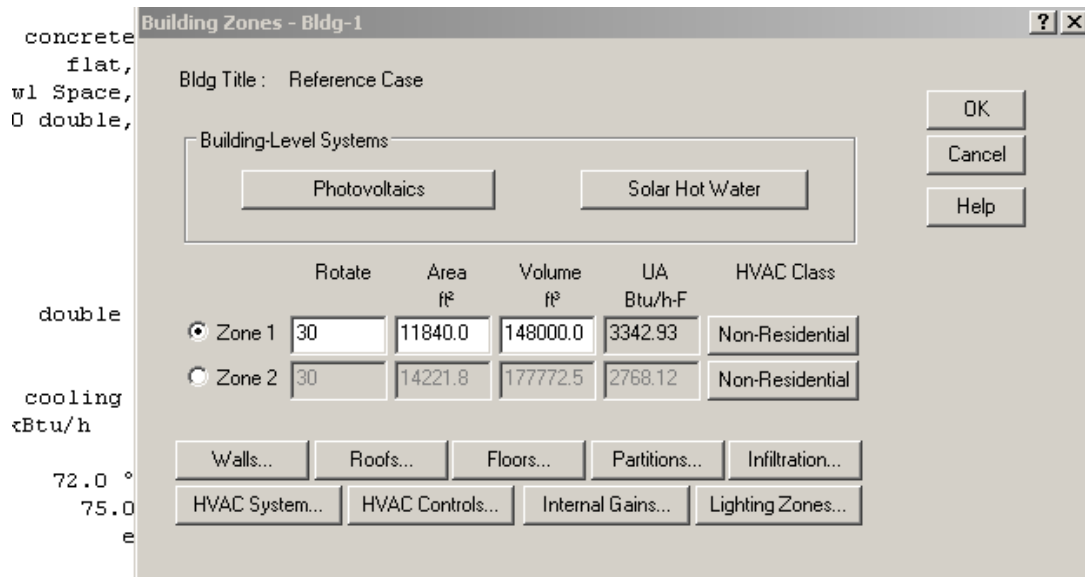 Building Zones - Bldg-1
concrete
flat,
wl Space,
0 double,
Bldg Title : Reference Case
OK
Cancel
Help
Building-Level Systems
Photovoltaics Solar Hot Water
Rotate Area Volume UA HVAC Class
ft² ft³ Btu/h-F
double
Zone 1 30 11840.0 148000.0 3342.93 Non-Residential
Zone 2 30 14221.8 177772.5 2768.12 Non-Residential
cooling
kBtu/h
72.0 °
75.0
e
Walls... Roofs... Floors... Partitions... Infiltration...
HVAC System... HVAC Controls... Internal Gains... Lighting Zones...